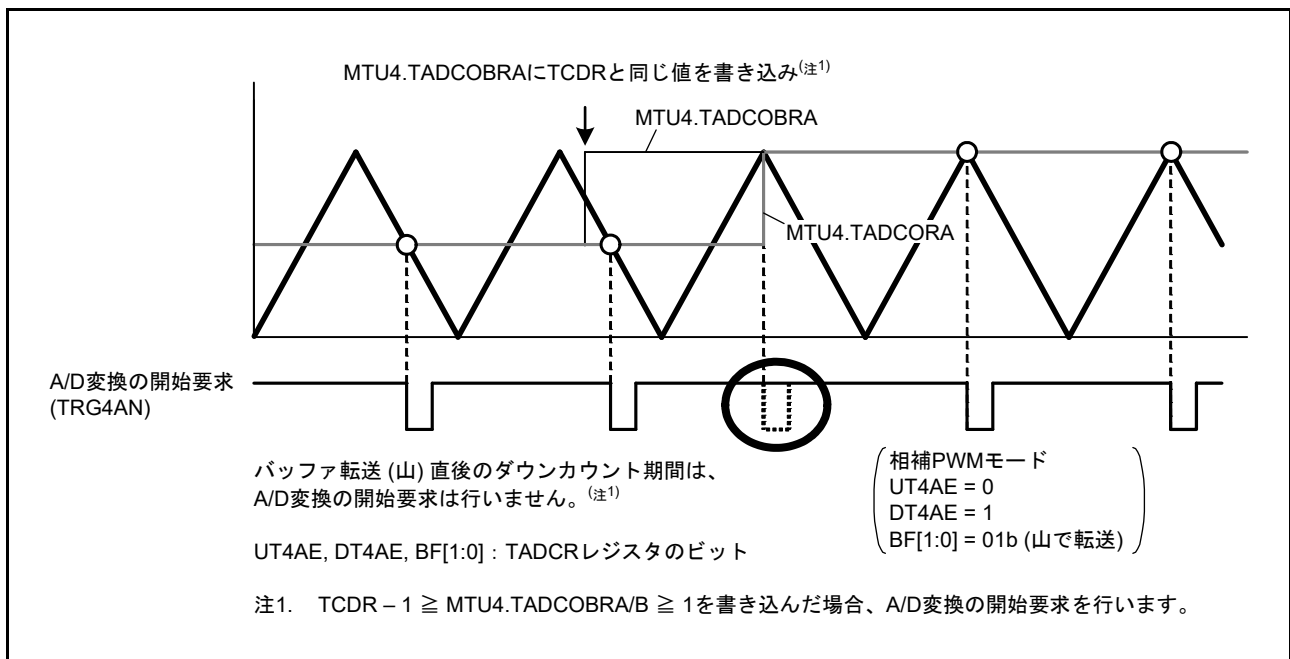 MTU4.TADCOBRAにTCDRと同じ値を書き込み(注1)
MTU4.TADCOBRA
MTU4.TADCORA
A/D変換の開始要求
(TRG4AN)
バッファ転送 (山) 直後のダウンカウント期間は、
A/D変換の開始要求は行いません。(注1)
相補PWMモード
UT4AE = 0
DT4AE = 1
BF[1:0] = 01b (山で転送)
UT4AE, DT4AE, BF[1:0] : TADCRレジスタのビット
注1. TCDR – 1 ≧ MTU4.TADCOBRA/B ≧ 1を書き込んだ場合、A/D変換の開始要求を行います。